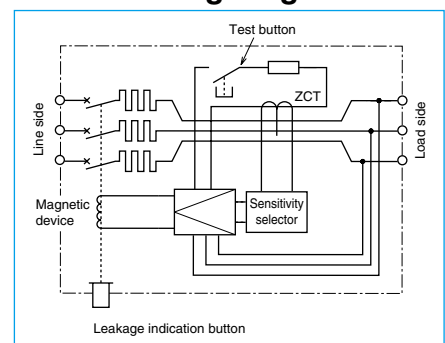 Test button
ZCT
Line side
Load side
Magnetic
device
Sensitivity
selector
Leakage indication button